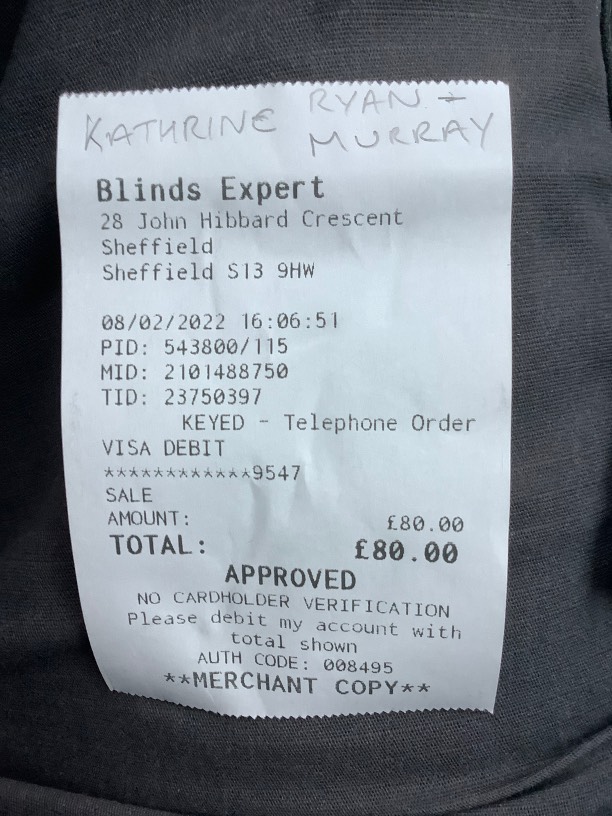 KATHRINE RYAN -
MURRAY
Blinds Expert
28 John Hibbard Crescent
Sheffield
Sheffield S13 9HW
08/02/2022 16:06:51
PID: 543800/115
MID: 2101488750
TID: 23750397
KEYED - Telephone Order
VISA DEBIT
************9547
SALE
AMOUNT: £80.00
TOTAL: £80.00
APPROVED
NO CARDHOLDER VERIFICATION
Please debit my account with
total shown
AUTH CODE: 008495
**MERCHANT COPY**